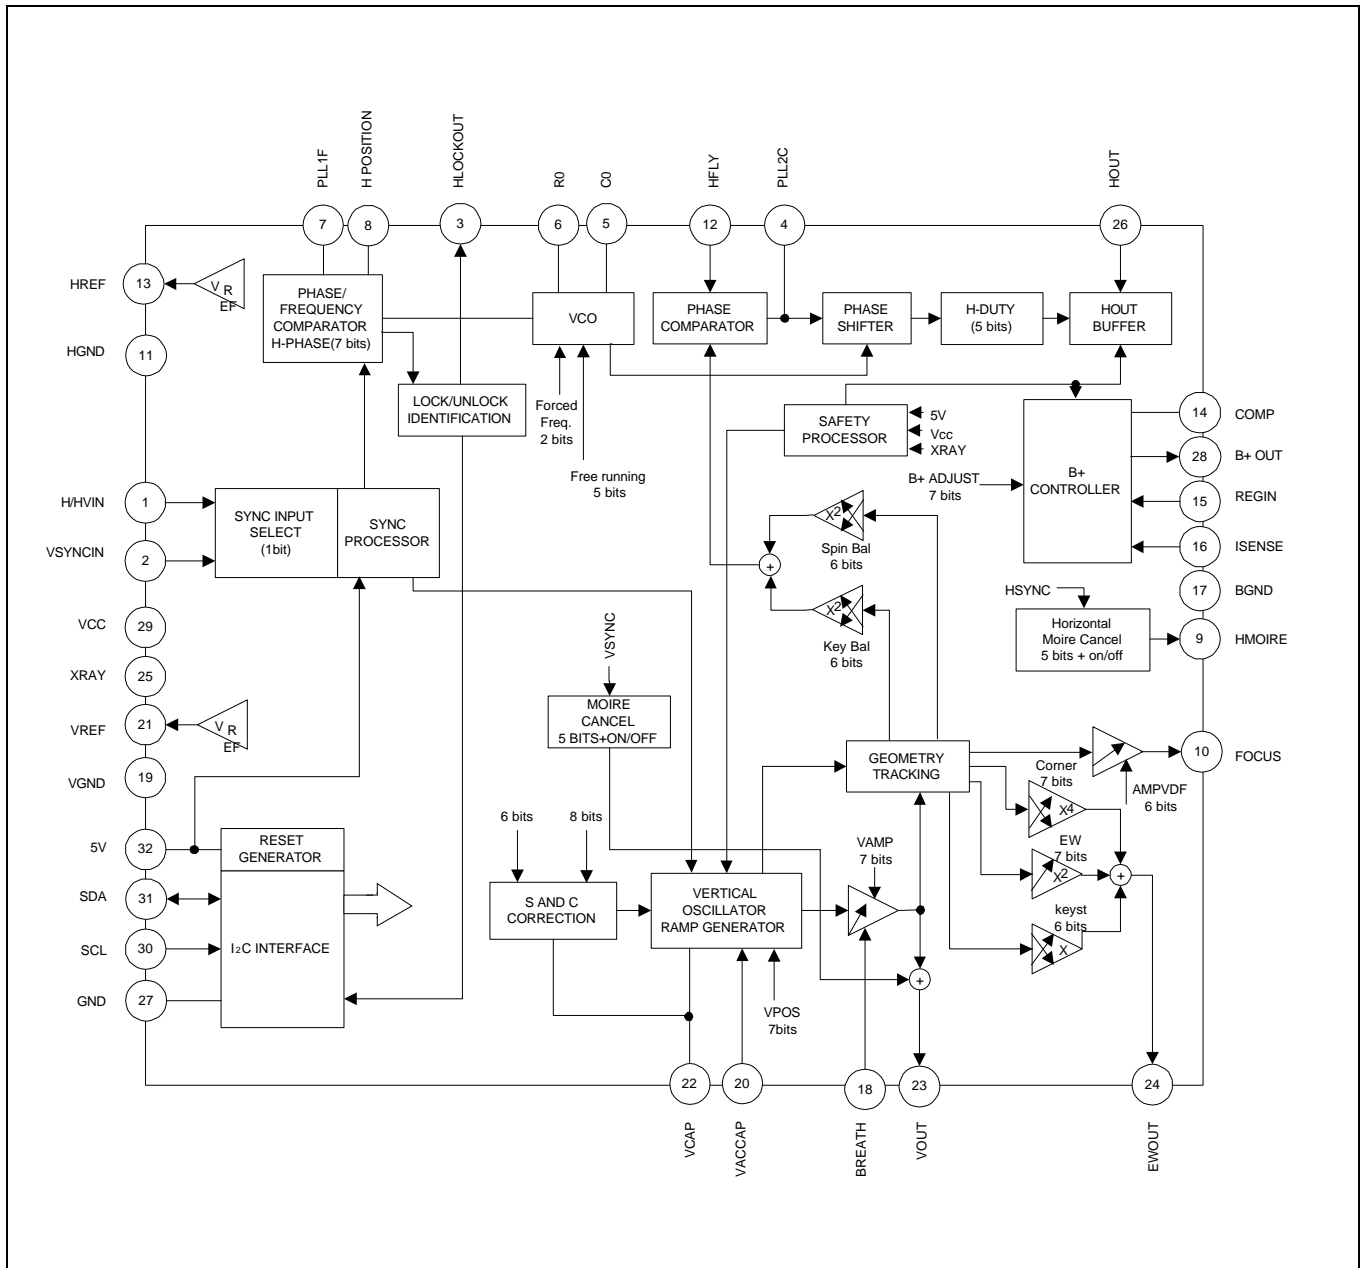 PLL1F
H POSITION
HLOCKOUT
R0
C0
HFLY
PLL2C
HOUT
7
8
3
6
5
12
4
26
HREF
13
V R
EF
PHASE/
FREQUENCY
COMPARATOR
H-PHASE(7 bits)
VCO
PHASE
COMPARATOR
PHASE
SHIFTER
H-DUTY
(5 bits)
HOUT
BUFFER
HGND
11
LOCK/UNLOCK
IDENTIFICATION
Forced
Freq.
2 bits
Free running
5 bits
SAFETY
PROCESSOR
5V
Vcc
XRAY
B+ ADJUST
7 bits
B+
CONTROLLER
14
COMP
28
B+ OUT
15
REGIN
16
ISENSE
17
BGND
H/HVIN
1
VSYNCIN
2
SYNC INPUT
SELECT
(1bit)
SYNC
PROCESSOR
X2
Spin Bal
6 bits
+
X2
Key Bal
6 bits
HSYNC
Horizontal
Moire Cancel
5 bits + on/off
9
HMOIRE
VCC
29
XRAY
25
VREF
21
V R
EF
VGND
19
VSYNC
MOIRE
CANCEL
5 BITS+ON/OFF
GEOMETRY
TRACKING
10
FOCUS
AMPVDF
6 bits
Corner
7 bits
X4
EW
7 bits
X2
+
keyst
6 bits
X
5V
32
SDA
31
SCL
30
GND
27
RESET
GENERATOR
I2C INTERFACE
6 bits
8 bits
S AND C
CORRECTION
VERTICAL
OSCILLATOR
RAMP GENERATOR
VAMP
7 bits
+
VPOS
7bits
22
20
18
23
24
VCAP
VACCAP
BREATH
VOUT
EWOUT